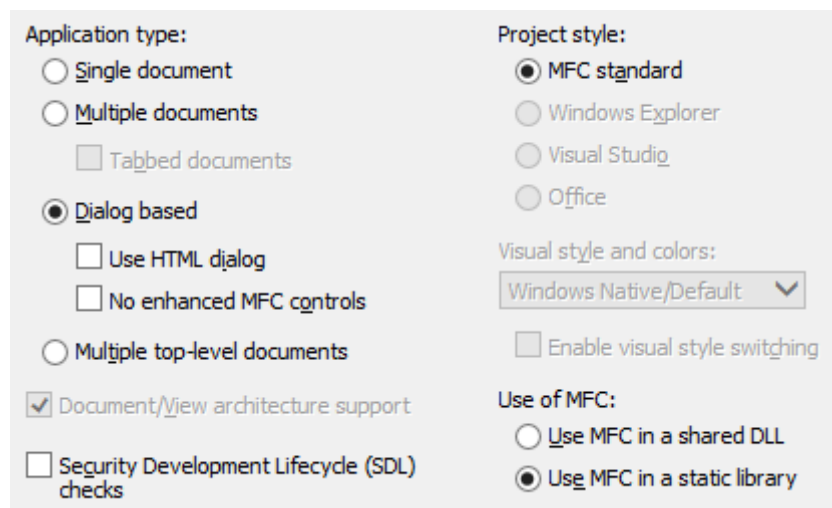 Application type:
Single document
Multiple documents
Tabbed documents
Dialog based
Use HTML dialog
No enhanced MFC controls
Multiple top-level documents
Document/View architecture support
Security Development Lifecycle (SDL)
checks
Project style:
MFC standard
Windows Explorer
Visual Studio
Office
Visual style and colors:
Windows Native/Default
Enable visual style switching
Use of MFC:
Use MFC in a shared DLL
Use MFC in a static library